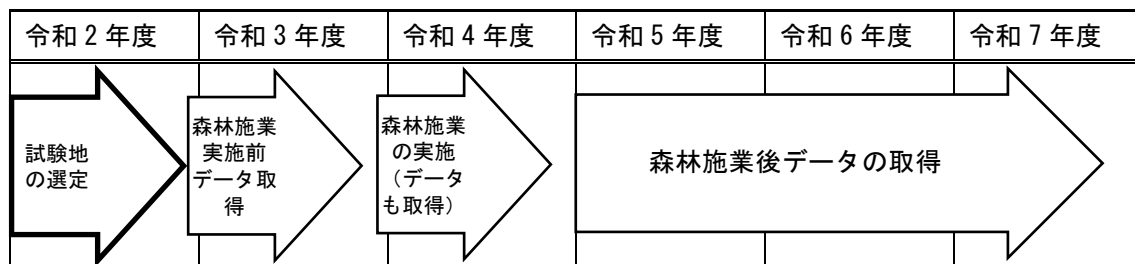 令和２年度 令和３年度 令和４年度 令和５年度 令和６年度 令和７年度
試験地
の選定
森林施業
実施前
データ取
得
森林施業
の実施
（データ
も取得）
森林施業後データの取得